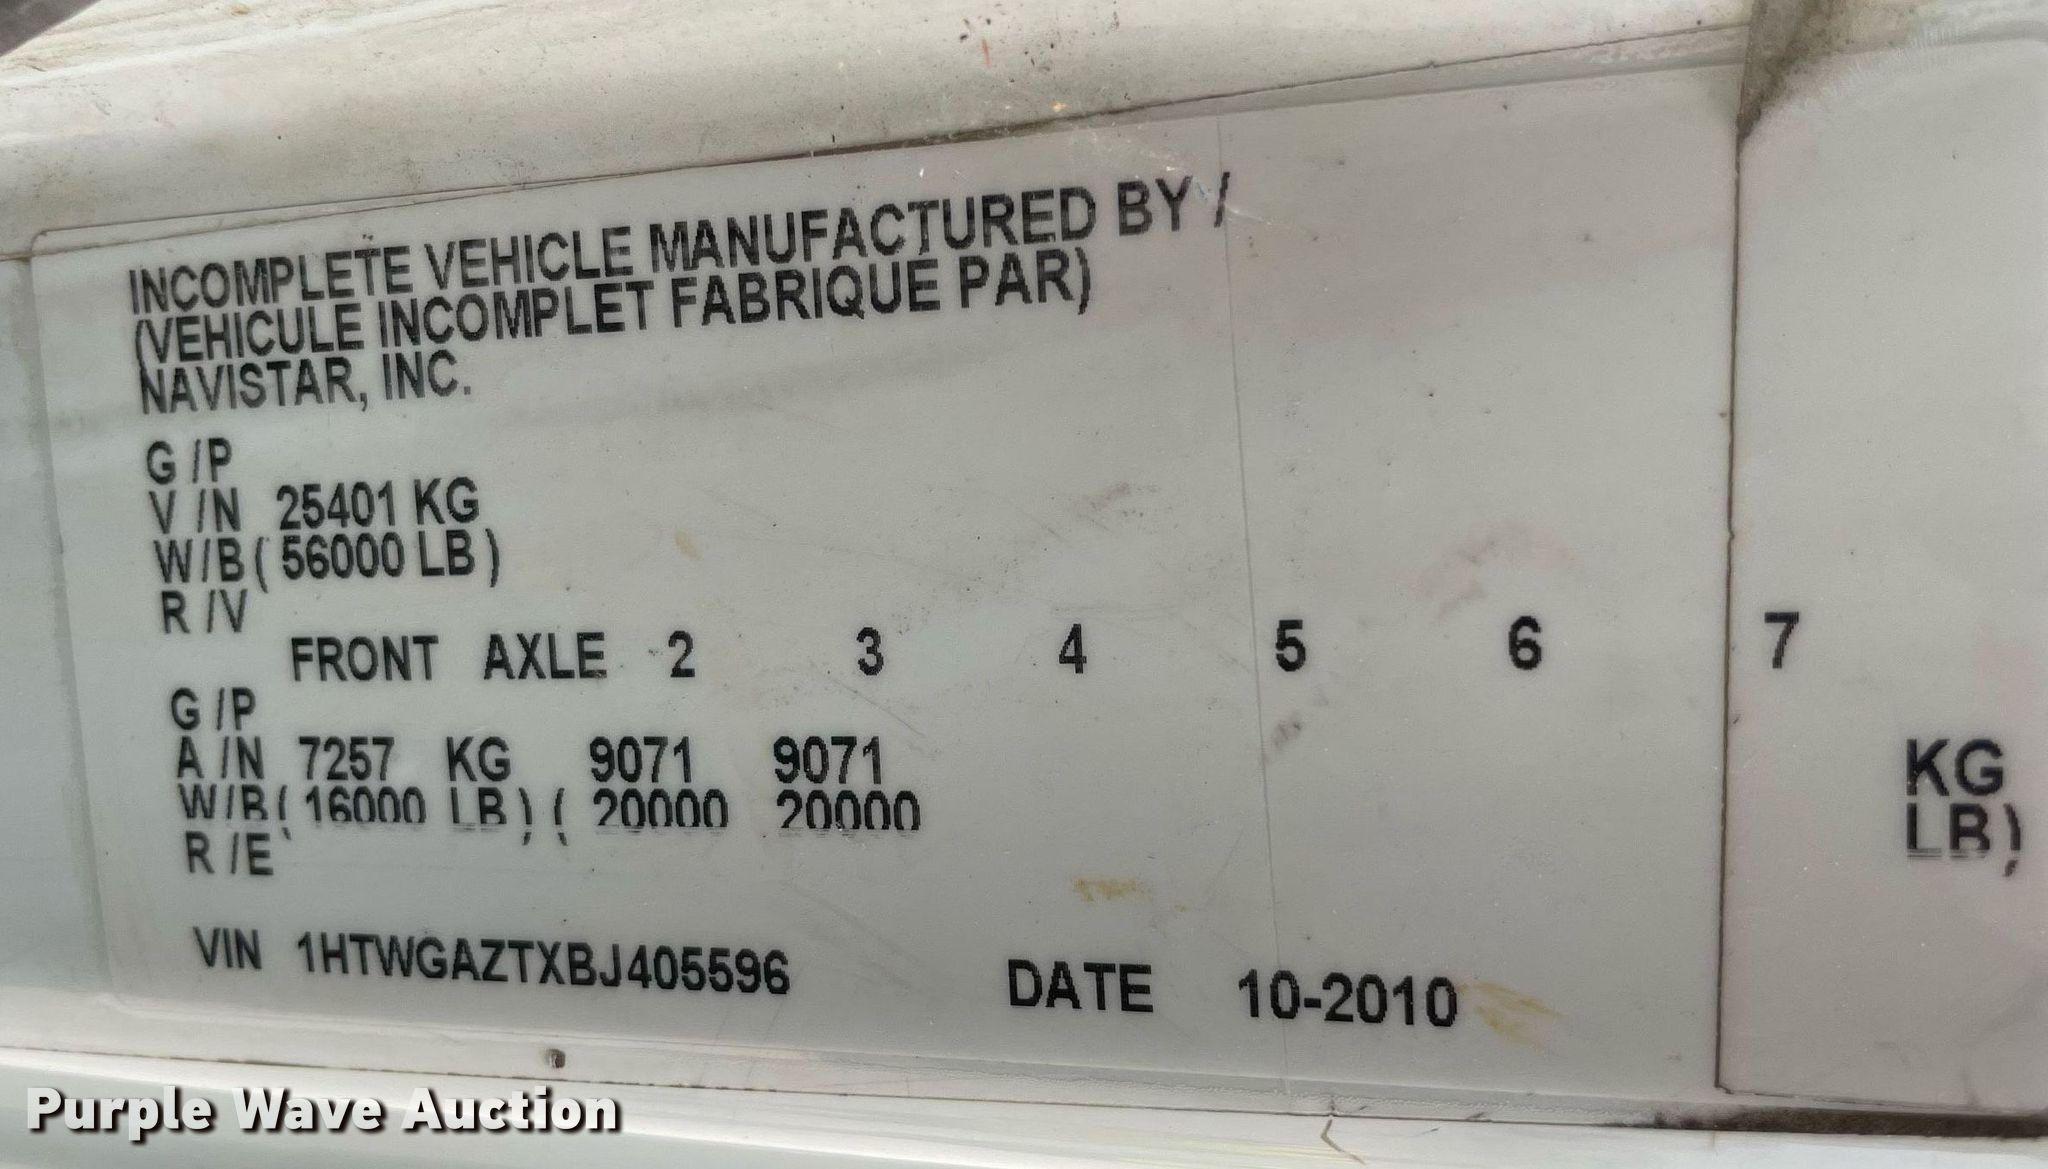 INCOMPLETE VEHICLE MANUFACTURED BY /
(VEHICULE INCOMPLET FABRIQUE PAR)
NAVISTAR, INC.
G /P
V /N 25401 KG
W/B ( 56000 LB )
R /V
FRONT AXLE 2 3 4 5 6 7
G /P
A /N 7257 KG 9071 9071 KG
W/B ( 16000 LB ) ( 20000 20000 LB )
R /E
VIN 1HTWGAZTXBJ405596 DATE 10-2010
Purple Wave Auction